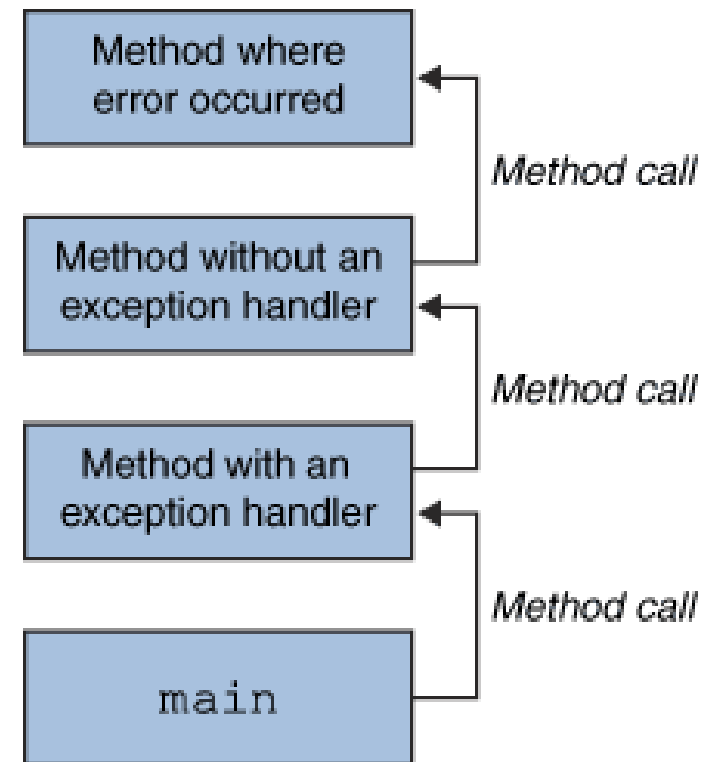 Method where
error occurred
Method call
Method without an
exception handler
Method call
Method with an
exception handler
Method call
main